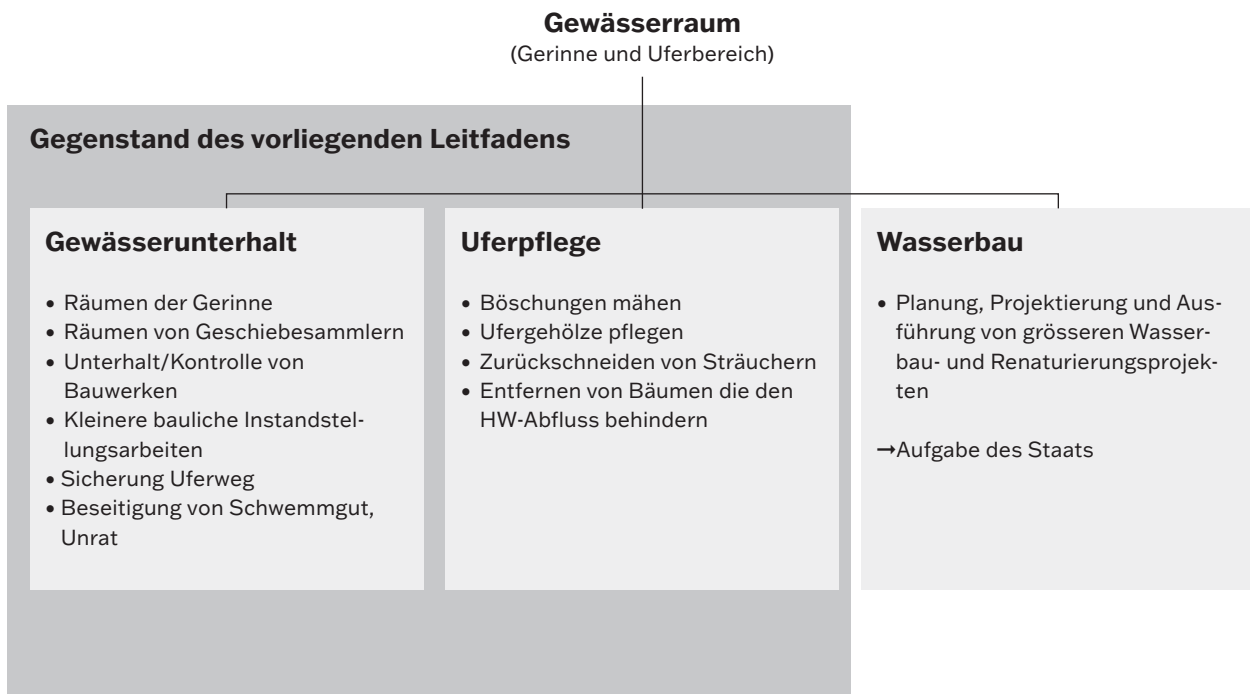 Gewässerraum
(Gerinne und Uferbereich)
Gegenstand des vorliegenden Leitfadens
Gewässerunterhalt
• Räumen der Gerinne
• Räumen von Geschiebesammlern
• Unterhalt/Kontrolle von
Bauwerken
• Kleinere bauliche Instandstel-
lungsarbeiten
• Sicherung Uferweg
• Beseitigung von Schwemmgut,
Unrat
Uferpflege
• Böschungen mähen
• Ufergehölze pflegen
• Zurückschneiden von Sträuchern
• Entfernen von Bäumen die den
HW-Abfluss behindern
Wasserbau
• Planung, Projektierung und Aus-
führung von grösseren Wasser-
bau- und Renaturierungsprojek-
ten
→Aufgabe des Staats